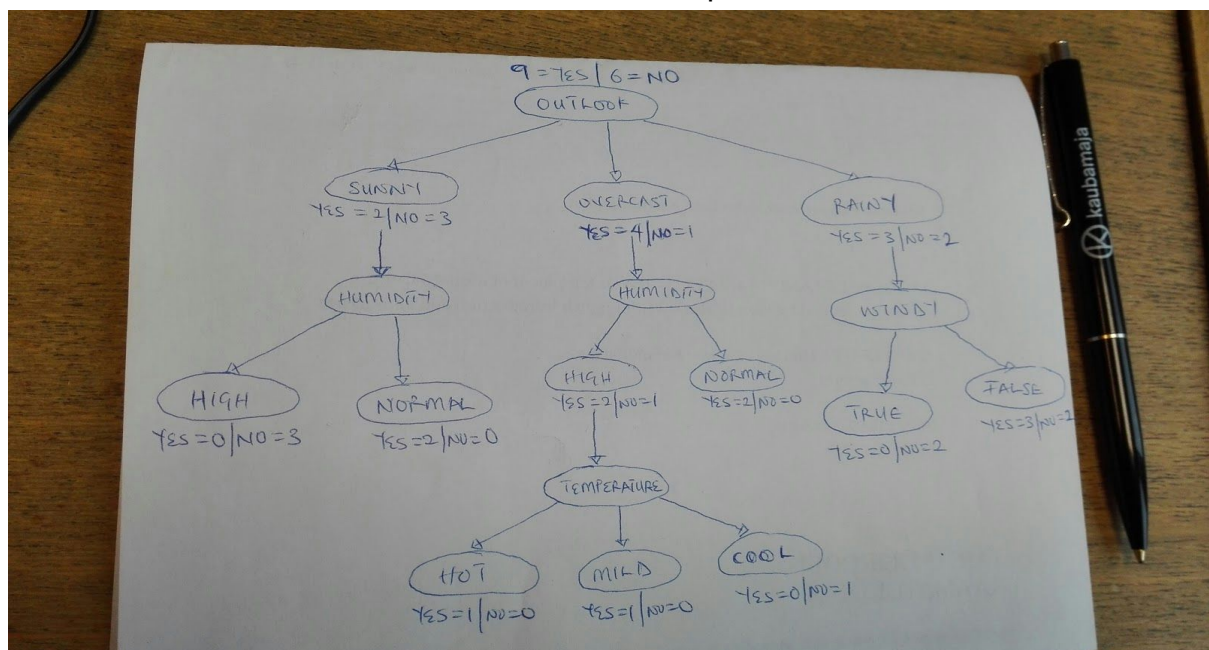 9 = YES | 6 = NO
OUTLOOK
SUNNY
OVERCAST
RAINY
YES = 2 | NO = 3
YES = 4 | NO = 1
YES = 3 | NO = 2
HUMIDITY
HUMIDITY
WINDY
HIGH
NORMAL
HIGH
NORMAL
TRUE
FALSE
YES = 0 | NO = 3
YES = 2 | NO = 0
YES = 2 | NO = 1
YES = 2 | NO = 0
YES = 0 | NO = 2
YES = 3 | NO = 2
TEMPERATURE
HOT
MILD
COOL
YES = 1 | NO = 0
YES = 1 | NO = 0
YES = 0 | NO = 1
kaubamaja